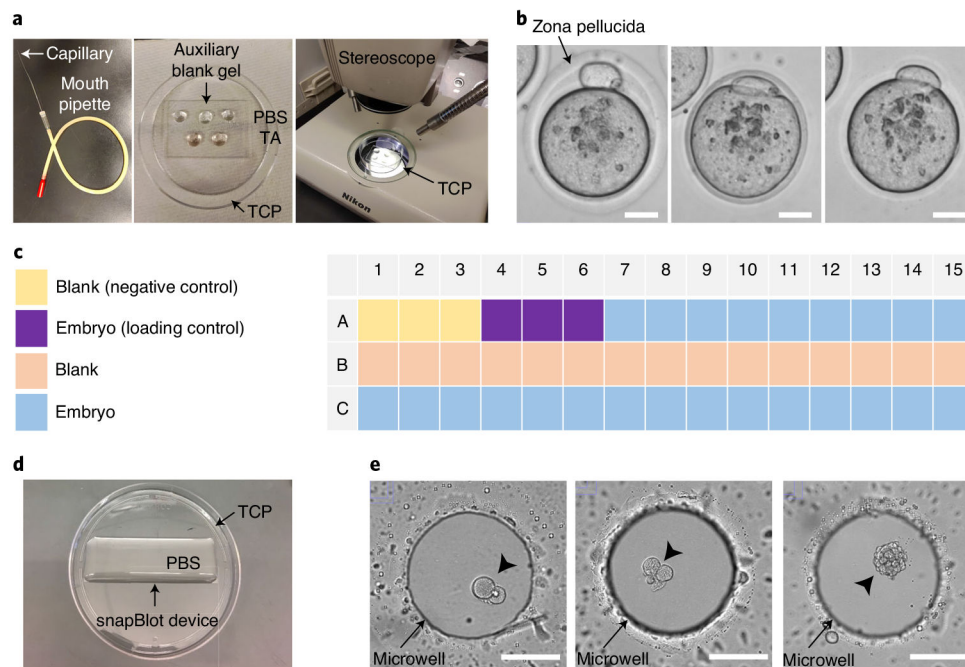 a
Capillary
Mouth
pipette
Auxiliary
blank gel
PBS
TA
TCP
Stereoscope
TCP
Nikon
b
Zona pellucida
c
Blank (negative control)
Embryo (loading control)
Blank
Embryo
1 2 3 4 5 6 7 8 9 10 11 12 13 14 15
A
B
C
d
TCP
PBS
snapBlot device
e
Microwell
Microwell
Microwell